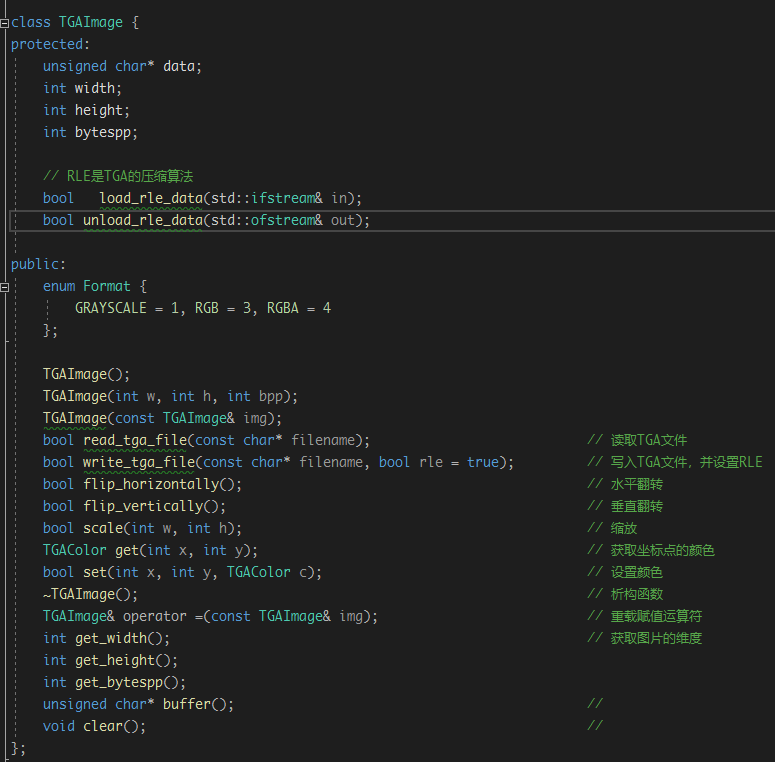 class TGAImage {
protected:
    unsigned char* data;
    int width;
    int height;
    int bytespp;
    // RLE是TGA的压缩算法
    bool   load_rle_data(std::ifstream& in);
    bool unload_rle_data(std::ofstream& out);
public:
    enum Format {
        GRAYSCALE = 1, RGB = 3, RGBA = 4
    };
    TGAImage();
    TGAImage(int w, int h, int bpp);
    TGAImage(const TGAImage& img);
    bool read_tga_file(const char* filename);                           // 读取TGA文件
    bool write_tga_file(const char* filename, bool rle = true);         // 写入TGA文件，并设置RLE
    bool flip_horizontally();                                           // 水平翻转
    bool flip_vertically();                                             // 垂直翻转
    bool scale(int w, int h);                                           // 缩放
    TGAColor get(int x, int y);                                         // 获取坐标点的颜色
    bool set(int x, int y, TGAColor c);                                 // 设置颜色
    ~TGAImage();                                                        // 析构函数
    TGAImage& operator =(const TGAImage& img);                          // 重载赋值运算符
    int get_width();                                                    // 获取图片的维度
    int get_height();
    int get_bytespp();
    unsigned char* buffer();                                            //
    void clear();                                                       //
};